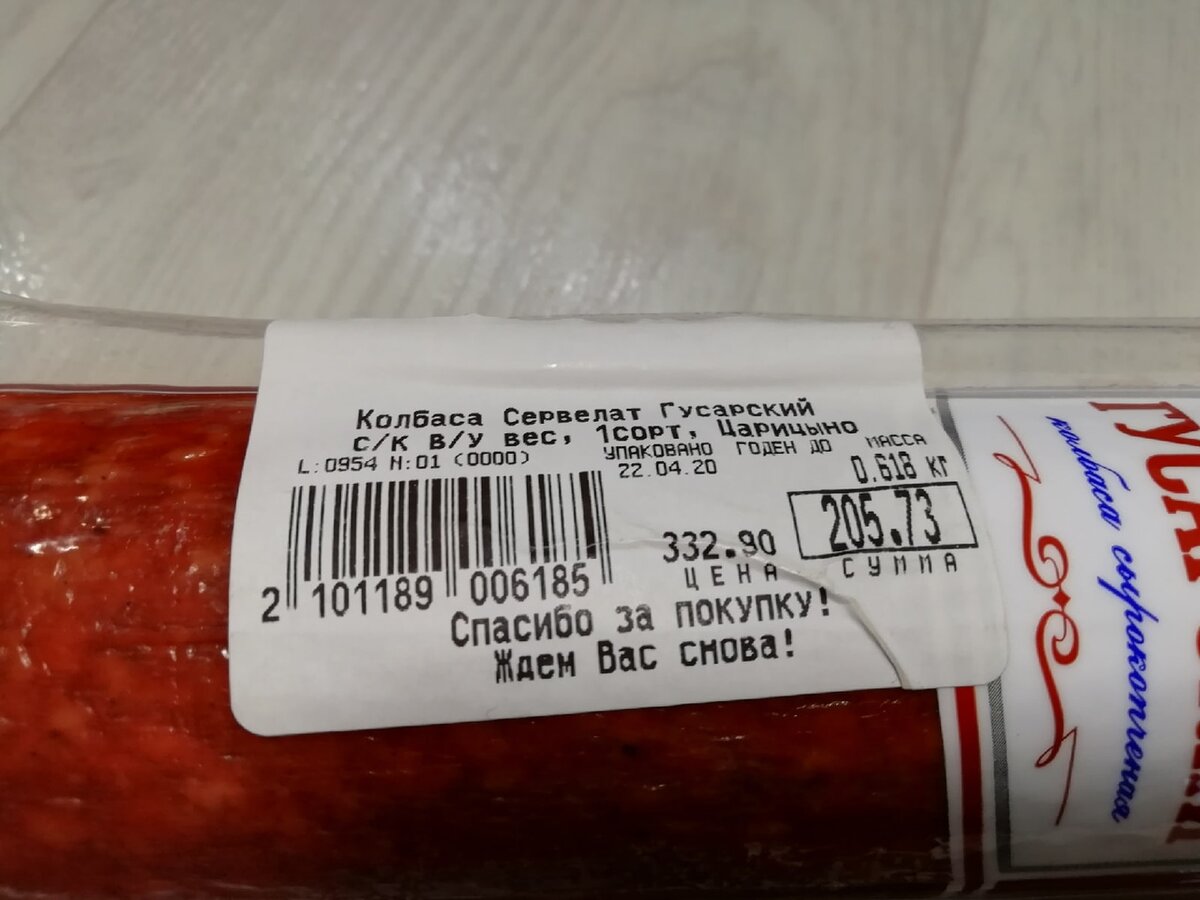 Колбаса Сервелат Гусарский
с/к в/у вес, 1сорт, Царицыно
L:0954 N:01 (0000)
УПАКОВАНО ГОДЕН ДО МАССА
22.04.20 0.618 кг
332.90 205.73
ЦЕНА СУММА
2 101189 006185
Спасибо за покупку!
Ждем Вас снова!
колбаса сырокопченая